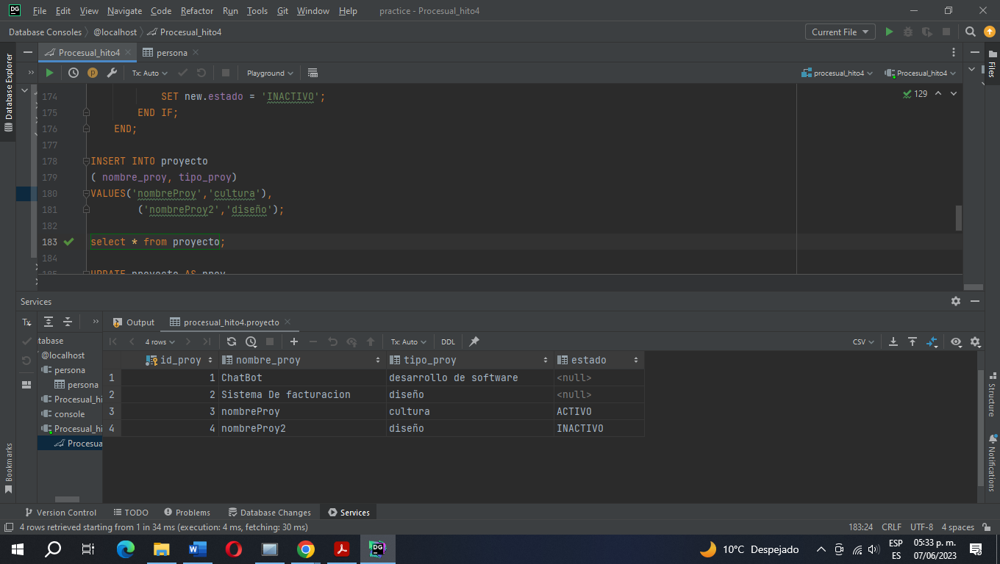 DG File Edit View Navigate Code Refactor Run Tools Git Window Help practice - Procesual_hito4
Database Consoles @localhost Procesual_hito4 Current File
Procesual_hito4 persona
Tx: Auto Playground procesual_hito4 Procesual_hito4
Database Explorer
Files
174 SET new.estado = 'INACTIVO'; 129
175 END IF;
176 END;
177
178 INSERT INTO proyecto
179 ( nombre_proy, tipo_proy)
180 VALUES('nombreProy','cultura'),
181 ('nombreProy2','diseño');
182
183 select * from proyecto;
184
185 UPDATE proyecto AS proy
Services
Tx Output procesual_hito4.proyecto
4 rows Tx: Auto DDL CSV
tabase
@localhost
persona
persona
Procesual_hi
console
Procesual_hi
Procesua
id_proy nombre_proy tipo_proy estado
1 1 ChatBot desarrollo de software <null>
2 2 Sistema De facturacion diseño <null>
3 3 nombreProy cultura ACTIVO
4 4 nombreProy2 diseño INACTIVO
Structure
Notifications
Bookmarks
Version Control TODO Problems Database Changes Services
4 rows retrieved starting from 1 in 34 ms (execution: 4 ms, fetching: 30 ms) 183:24 CRLF UTF-8 4 spaces
10°C Despejado ESP 05:33 p. m.
ES 07/06/2023